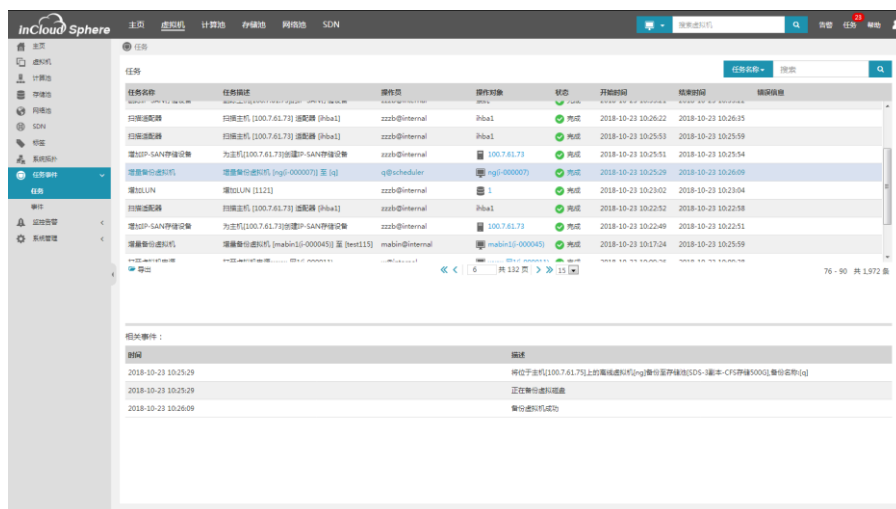 InCloud Sphere
主页 虚拟机 计算池 存储池 网络池 SDN
搜索虚拟机
告警 任务 23 帮助
主页
虚拟机
计算池
存储池
网络池
SDN
标签
系统拓扑
任务事件
任务
事件
监控告警
系统管理
任务
任务
任务名称 搜索
任务名称 任务描述 操作员 操作对象 状态 开始时间 结束时间 错误信息
扫描适配器 扫描主机 [100.7.61.73] 适配器 [ihba1] zzzb@internal ihba1 完成 2018-10-23 10:26:22 2018-10-23 10:26:35
扫描适配器 扫描主机 [100.7.61.73] 适配器 [ihba1] zzzb@internal ihba1 完成 2018-10-23 10:25:53 2018-10-23 10:25:59
增加IP-SAN存储设备 为主机[100.7.61.73]创建IP-SAN存储设备 zzzb@internal 100.7.61.73 完成 2018-10-23 10:25:51 2018-10-23 10:25:54
增量备份虚拟机 增量备份虚拟机 [ng(i-000007)] 至 [q] q@scheduler ng(i-000007) 完成 2018-10-23 10:25:29 2018-10-23 10:26:09
增加LUN 增加LUN [1121] zzzb@internal 1 完成 2018-10-23 10:23:02 2018-10-23 10:23:04
扫描适配器 扫描主机 [100.7.61.73] 适配器 [ihba1] zzzb@internal ihba1 完成 2018-10-23 10:22:52 2018-10-23 10:22:58
增加IP-SAN存储设备 为主机[100.7.61.73]创建IP-SAN存储设备 zzzb@internal 100.7.61.73 完成 2018-10-23 10:22:49 2018-10-23 10:22:51
增量备份虚拟机 增量备份虚拟机 [mabin1(i-000045)] 至 [test115] mabin@internal mabin1(i-000045) 完成 2018-10-23 10:17:24 2018-10-23 10:25:59
导出 6 共 132 页 15 76 - 90 共 1,972 条
相关事件：
时间 描述
2018-10-23 10:25:29 将位于主机[100.7.61.75]上的离线虚拟机[ng]备份至存储池[SDS-3副本-CFS存储500G],备份名称:[q]
2018-10-23 10:25:29 正在备份虚拟磁盘
2018-10-23 10:26:09 备份虚拟机成功